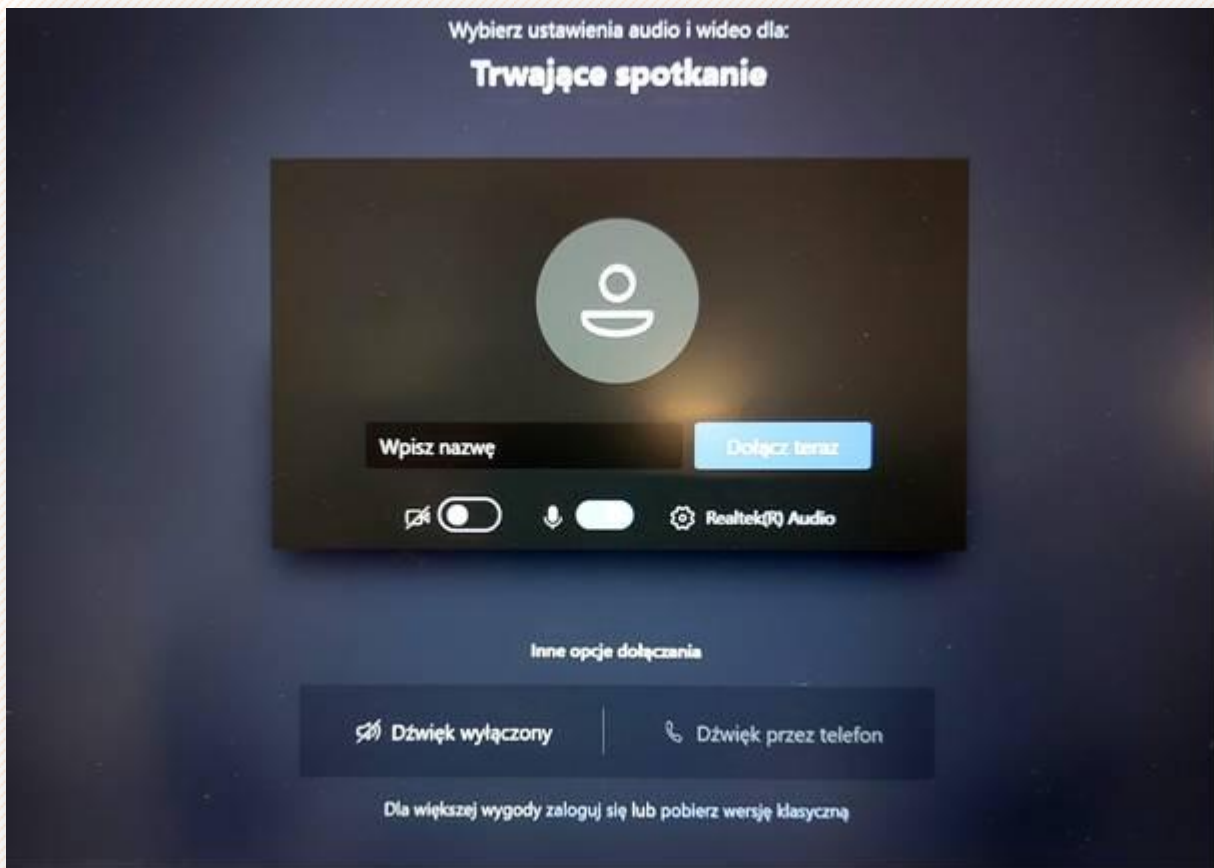 Wybierz ustawienia audio i wideo dla:
Trwające spotkanie
Wpisz nazwę
Dołącz teraz
Realtek(R) Audio
Inne opcje dołączania
Dźwięk wyłączony
Dźwięk przez telefon
Dla większej wygody zaloguj się lub pobierz wersję klasyczną